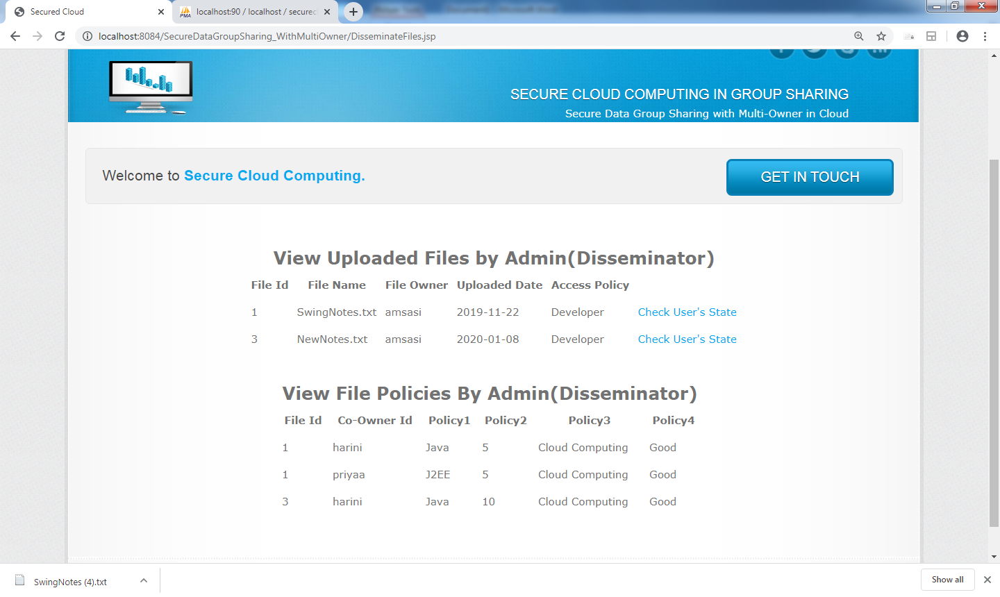 Secured Cloud
localhost:90 / localhost / securec
localhost:8084/SecureDataGroupSharing_WithMultiOwner/DisseminateFiles.jsp
SECURE CLOUD COMPUTING IN GROUP SHARING
Secure Data Group Sharing with Multi-Owner in Cloud
Welcome to Secure Cloud Computing.
GET IN TOUCH
View Uploaded Files by Admin(Disseminator)
File Id File Name File Owner Uploaded Date Access Policy
1 SwingNotes.txt amsasi 2019-11-22 Developer Check User's State
3 NewNotes.txt amsasi 2020-01-08 Developer Check User's State
View File Policies By Admin(Disseminator)
File Id Co-Owner Id Policy1 Policy2 Policy3 Policy4
1 harini Java 5 Cloud Computing Good
1 priyaa J2EE 5 Cloud Computing Good
3 harini Java 10 Cloud Computing Good
SwingNotes (4).txt
Show all